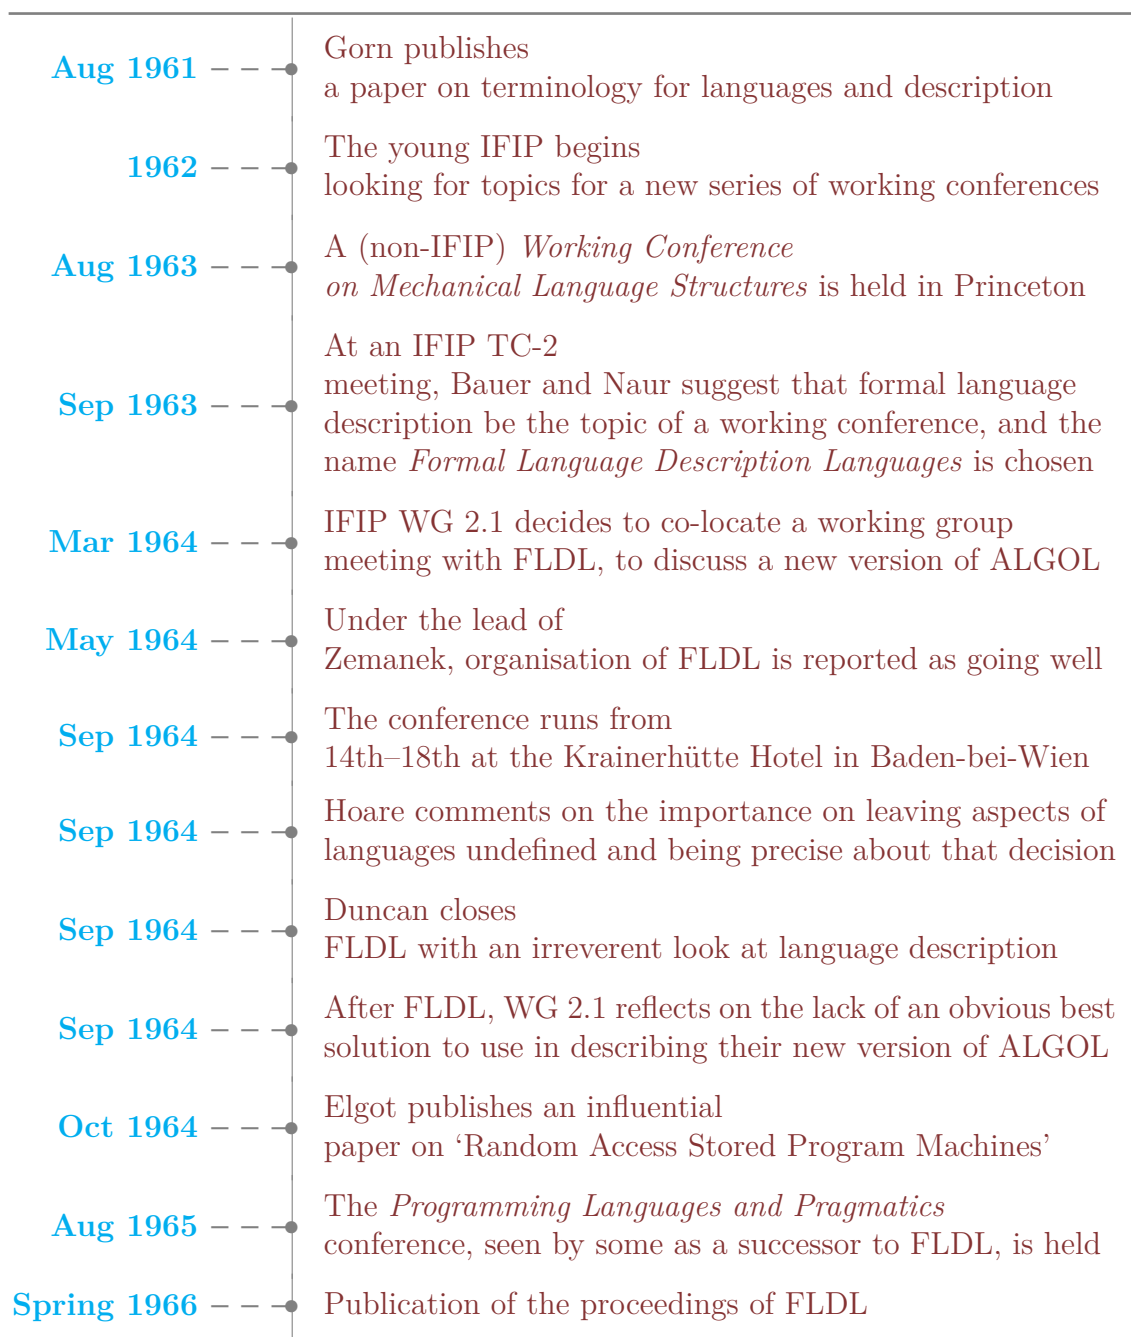 Aug 1961
Gorn publishes
a paper on terminology for languages and description
1962
The young IFIP begins
looking for topics for a new series of working conferences
Aug 1963
A (non-IFIP) Working Conference
on Mechanical Language Structures is held in Princeton
Sep 1963
At an IFIP TC-2
meeting, Bauer and Naur suggest that formal language
description be the topic of a working conference, and the
name Formal Language Description Languages is chosen
Mar 1964
IFIP WG 2.1 decides to co-locate a working group
meeting with FLDL, to discuss a new version of ALGOL
May 1964
Under the lead of
Zemanek, organisation of FLDL is reported as going well
Sep 1964
The conference runs from
14th–18th at the Krainerhütte Hotel in Baden-bei-Wien
Sep 1964
Hoare comments on the importance on leaving aspects of
languages undefined and being precise about that decision
Sep 1964
Duncan closes
FLDL with an irreverent look at language description
Sep 1964
After FLDL, WG 2.1 reflects on the lack of an obvious best
solution to use in describing their new version of ALGOL
Oct 1964
Elgot publishes an influential
paper on ‘Random Access Stored Program Machines’
Aug 1965
The Programming Languages and Pragmatics
conference, seen by some as a successor to FLDL, is held
Spring 1966
Publication of the proceedings of FLDL